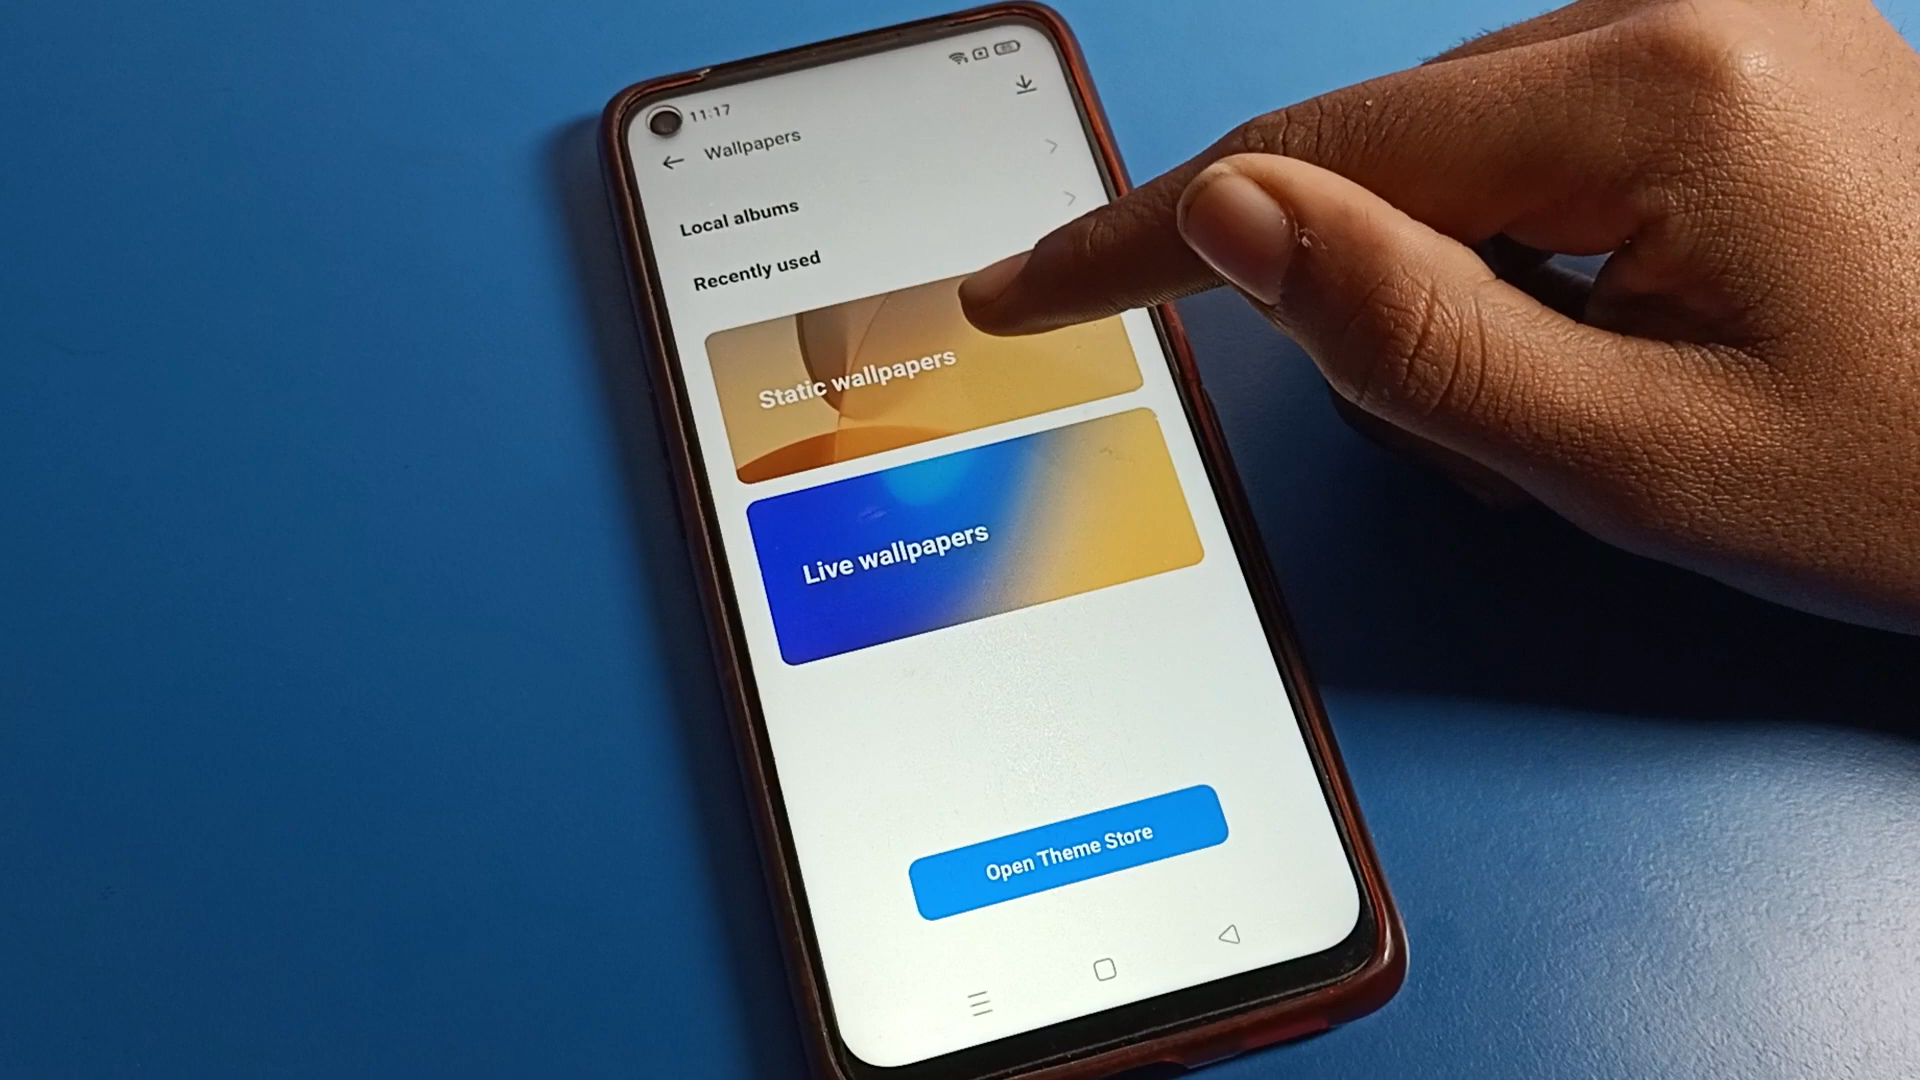 11:17
Wallpapers
Local albums
Recently used
Static wallpapers
Live wallpapers
Open Theme Store